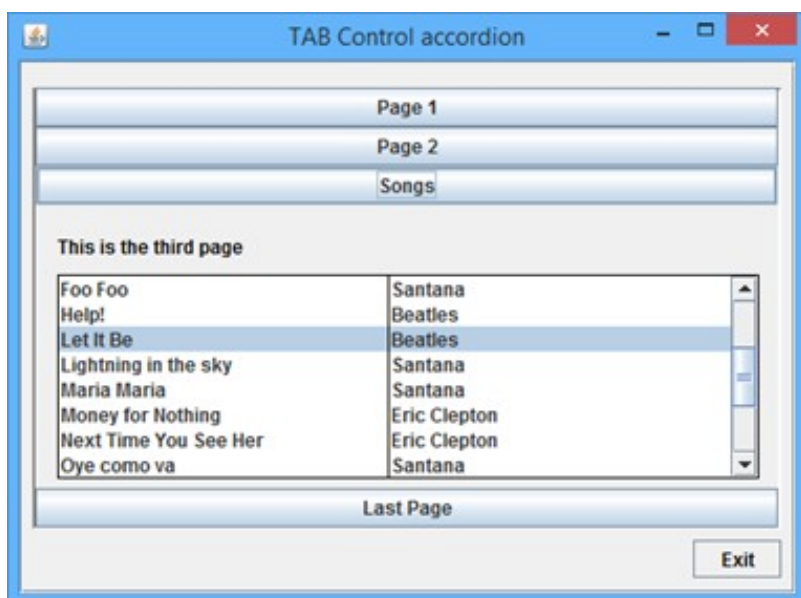 TAB Control accordion
Page 1
Page 2
Songs
This is the third page
Foo Foo Santana
Help! Beatles
Let It Be Beatles
Lightning in the sky Santana
Maria Maria Santana
Money for Nothing Eric Clepton
Next Time You See Her Eric Clepton
Oye como va Santana
Last Page
Exit